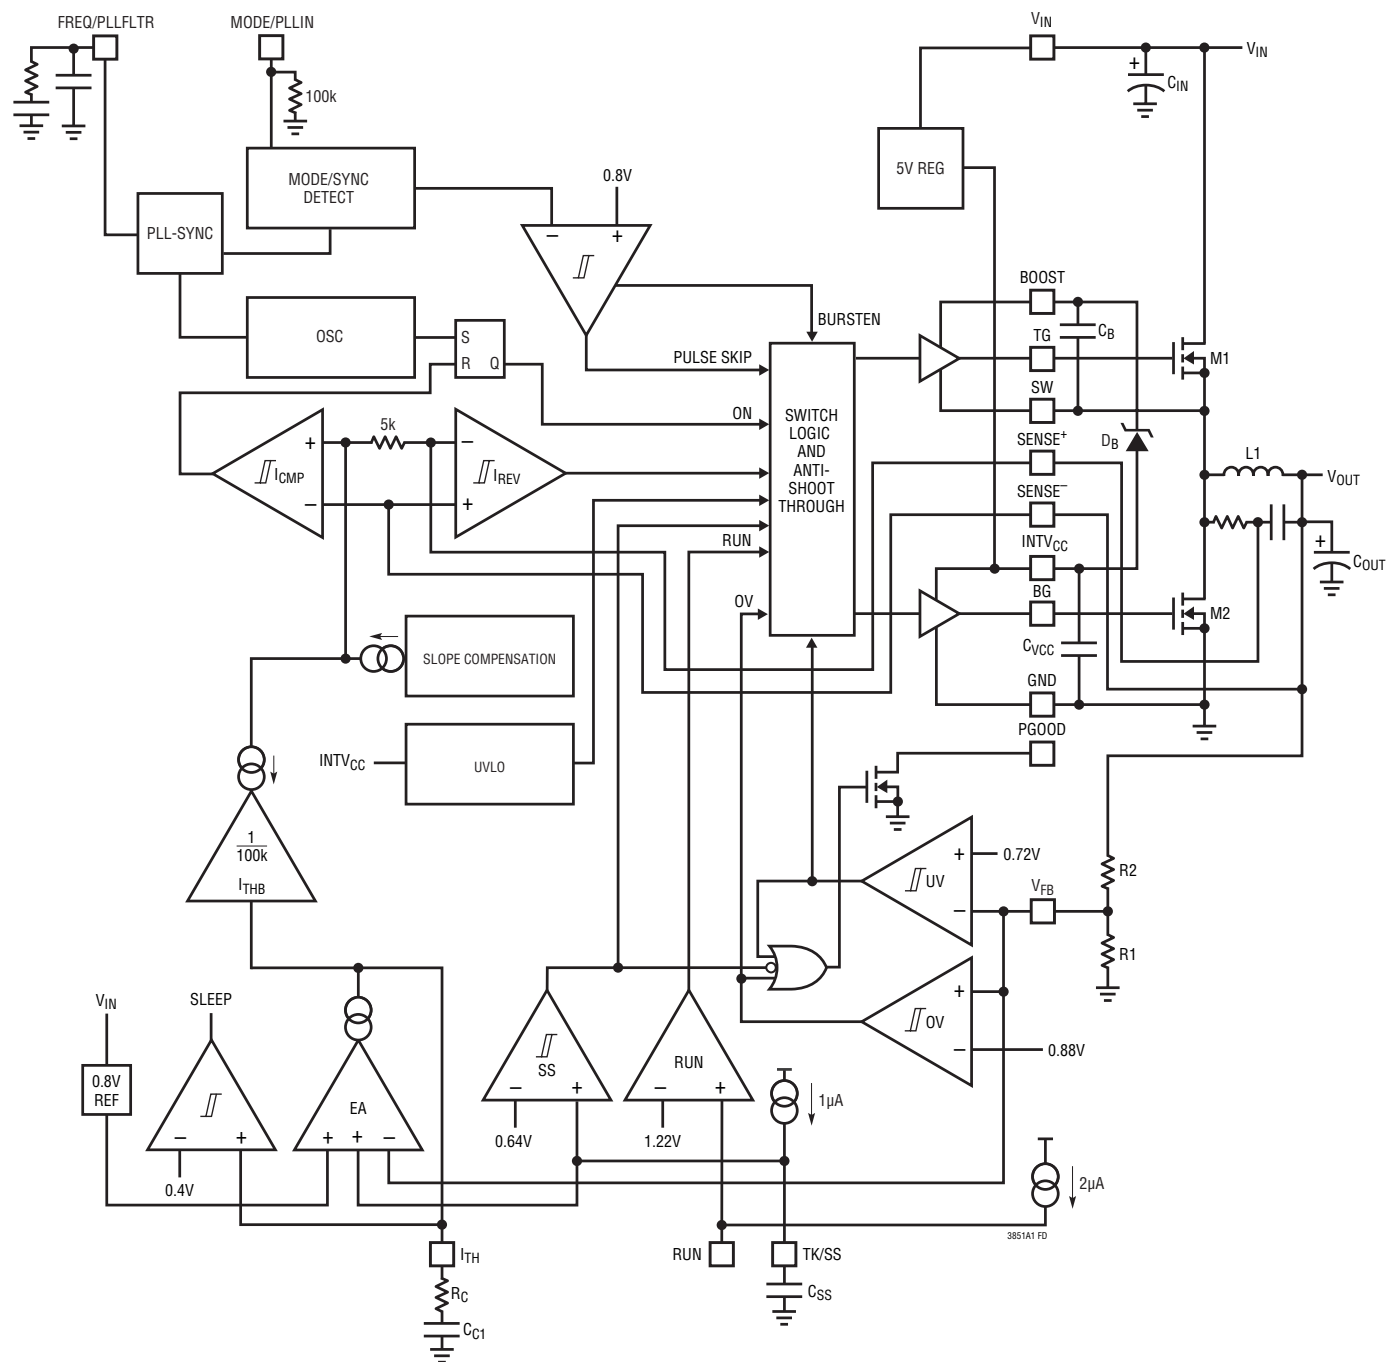 FREQ/PLLFLTR
MODE/PLLIN
VIN
VIN
+
CIN
100k
5V REG
MODE/SYNC
DETECT
0.8V
PLL-SYNC
− +
BOOST
BURSTEN
CB
OSC
S
R Q
TG
M1
PULSE SKIP
SW
ON
SWITCH
LOGIC
AND
ANTI-
SHOOT
THROUGH
5k
+
−
ICMP
−
+
IREV
SENSE+
DB
L1
VOUT
SENSE−
RUN
INTVCC
+
COUT
OV
BG
M2
SLOPE COMPENSATION
CVCC
GND
PGOOD
INTVCC
UVLO
1
100k
ITHB
+
0.72V
UV
−
VFB
R2
R1
VIN
SLEEP
+
OV
−
0.88V
0.8V
REF
− +
0.4V
EA
+ + −
SS
− +
0.64V
RUN
− +
1.22V
1µA
2µA
3851A1 FD
ITH
RUN
TK/SS
RC
CC1
CSS